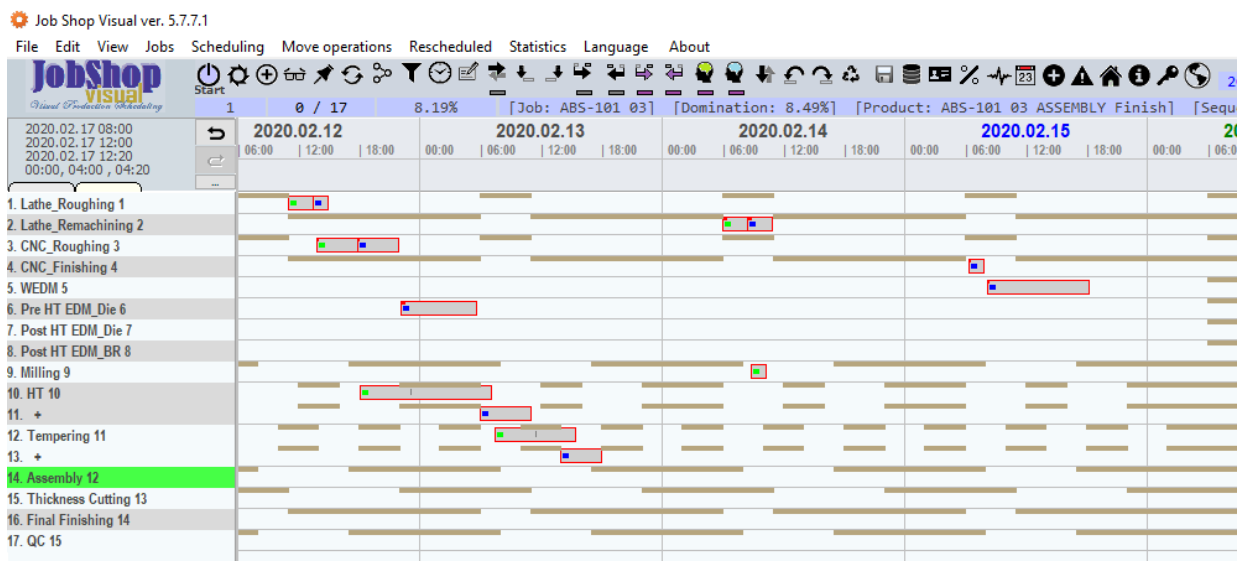 Job Shop Visual ver. 5.7.7.1
File Edit View Jobs Scheduling Move operations Rescheduled Statistics Language About
JobShop
VISUAL
Visual Production Scheduling
Start
23
1 0 / 17 8.19% [Job: ABS-101 03] [Domination: 8.49%] [Product: ABS-101 03 ASSEMBLY Finish] [Sequ
2020.02.17 08:00
2020.02.17 12:00
2020.02.17 12:20
00:00, 04:00 , 04:20
...
2020.02.12 2020.02.13 2020.02.14 2020.02.15 20
06:00 12:00 18:00 00:00 06:00 12:00 18:00 00:00 06:00 12:00 18:00 00:00 06:00 12:00 18:00 00:00 06:0
1. Lathe_Roughing 1
2. Lathe_Remachining 2
3. CNC_Roughing 3
4. CNC_Finishing 4
5. WEDM 5
6. Pre HT EDM_Die 6
7. Post HT EDM_Die 7
8. Post HT EDM_BR 8
9. Milling 9
10. HT 10
11. +
12. Tempering 11
13. +
14. Assembly 12
15. Thickness Cutting 13
16. Final Finishing 14
17. QC 15